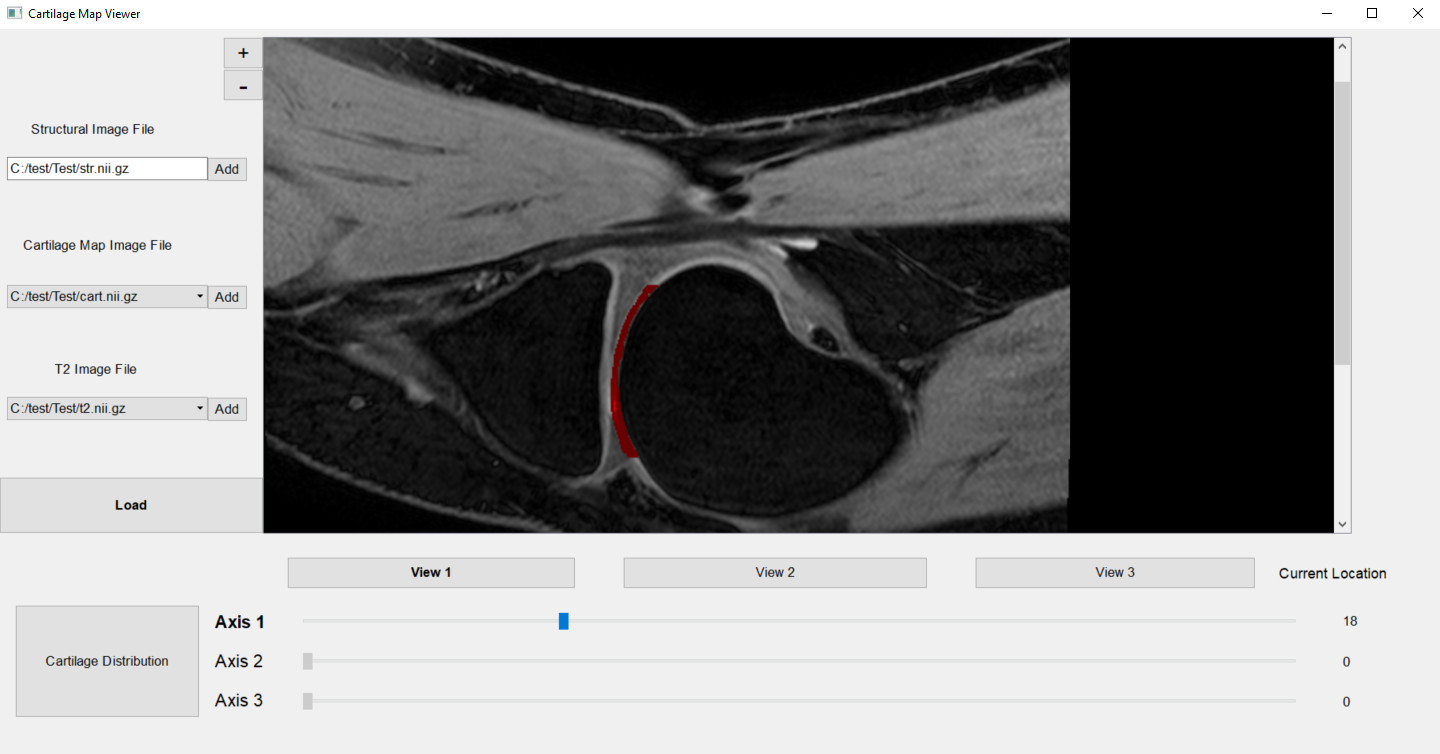 Cartilage Map Viewer
+
-
Structural Image File
C:/test/Test/str.nii.gz Add
Cartilage Map Image File
C:/test/Test/cart.nii.gz Add
T2 Image File
C:/test/Test/t2.nii.gz Add
Load
View 1 View 2 View 3 Current Location
Axis 1 18
Cartilage Distribution Axis 2 0
Axis 3 0